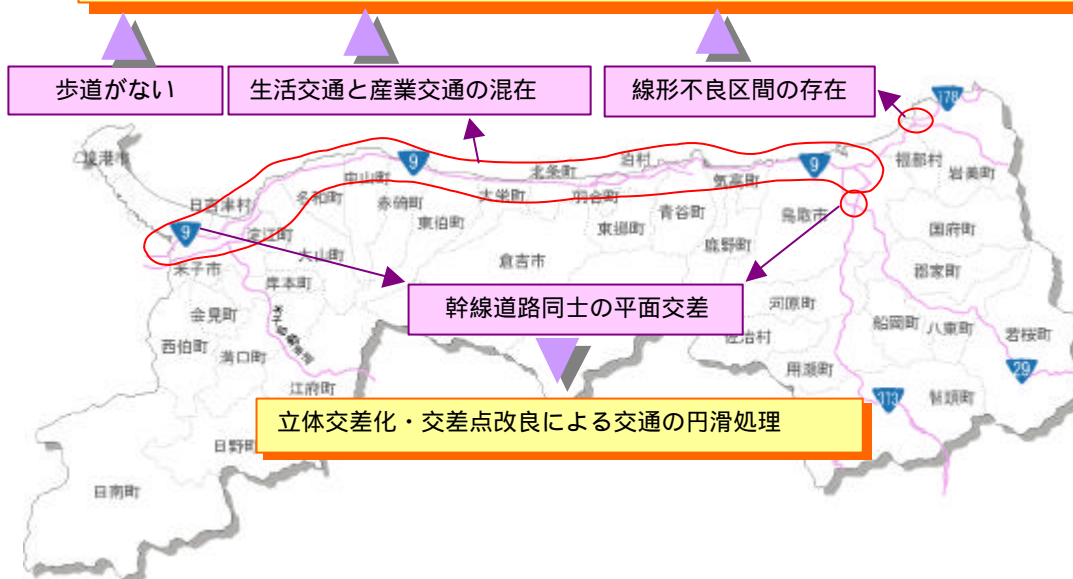 歩道がない
生活交通と産業交通の混在
線形不良区間の存在
178
境港市
9
9
福部村
岩美町
泊村
北条町
中山町
名和町
赤碕町
大栄町
羽合町
気高町
日吉津村
東伯町
東郷町
青谷町
鳥取市
国府町
9
淀江町
大山町
倉吉市
鹿野町
郡家町
米子市
岸本町
幹線道路同士の平面交差
河原町
会見町
船岡町
八東町
若桜町
西伯町
溝口町
佐治村
用瀬町
29
江府町
智頭町
立体交差化・交差点改良による交通の円滑処理
日野町
日南町